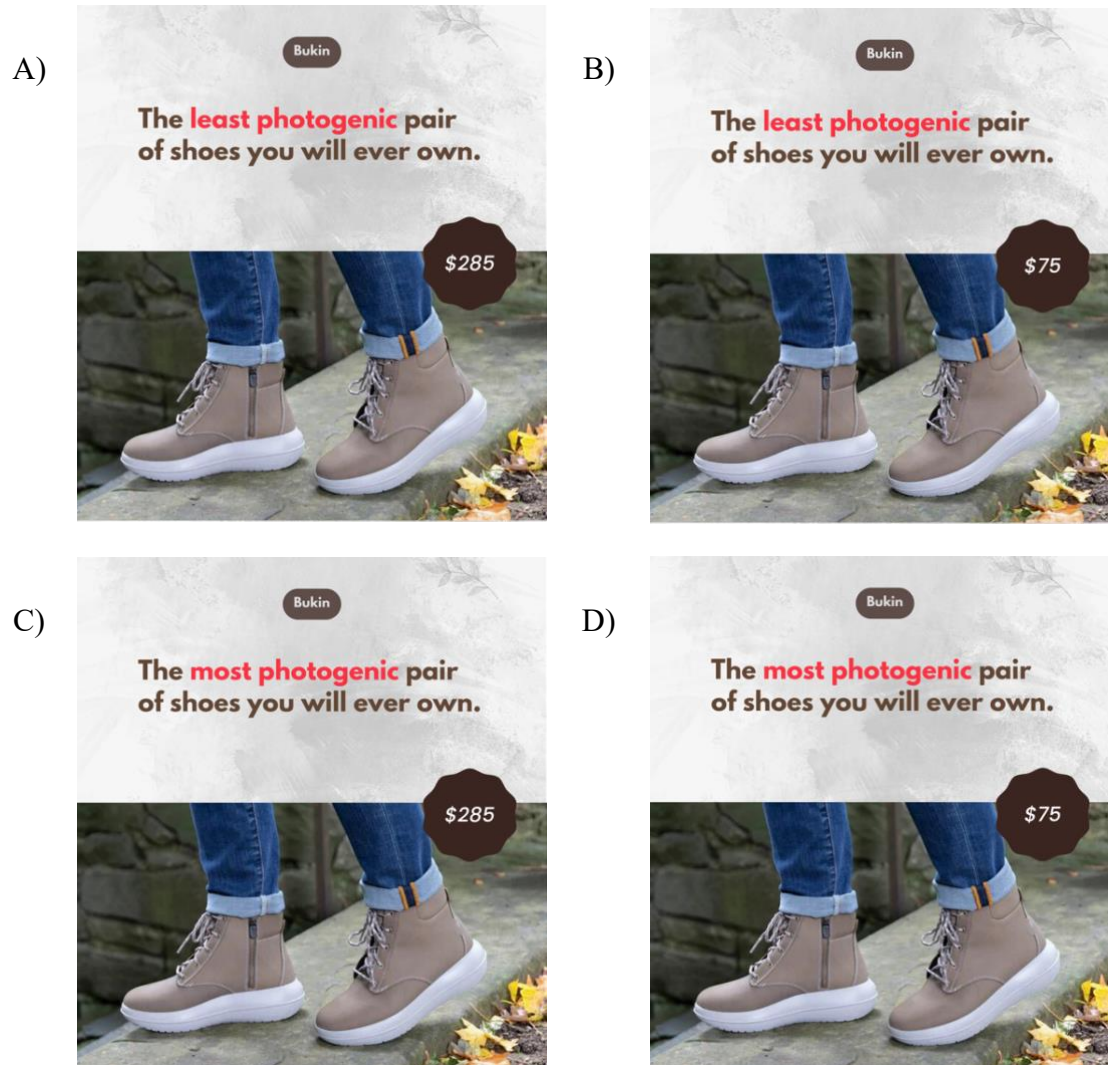 A)
Bukin
The least photogenic pair
of shoes you will ever own.
$285
B)
Bukin
The least photogenic pair
of shoes you will ever own.
$75
C)
Bukin
The most photogenic pair
of shoes you will ever own.
$285
D)
Bukin
The most photogenic pair
of shoes you will ever own.
$75